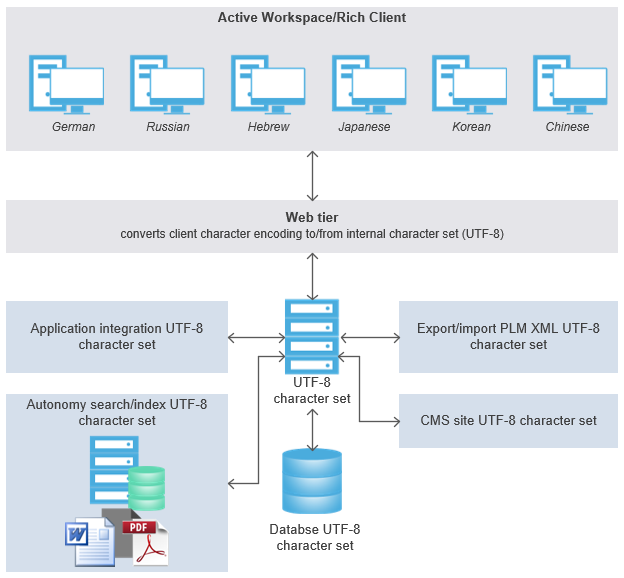 Active Workspace/Rich Client
German
Russian
Hebrew
Japanese
Korean
Chinese
Web tier
converts client character encoding to/from internal character set (UTF-8)
Application integration UTF-8
character set
Export/import PLM XML UTF-8
character set
UTF-8
character set
Autonomy search/index UTF-8
character set
CMS site UTF-8 character set
W
PDF
Databse UTF-8
character set